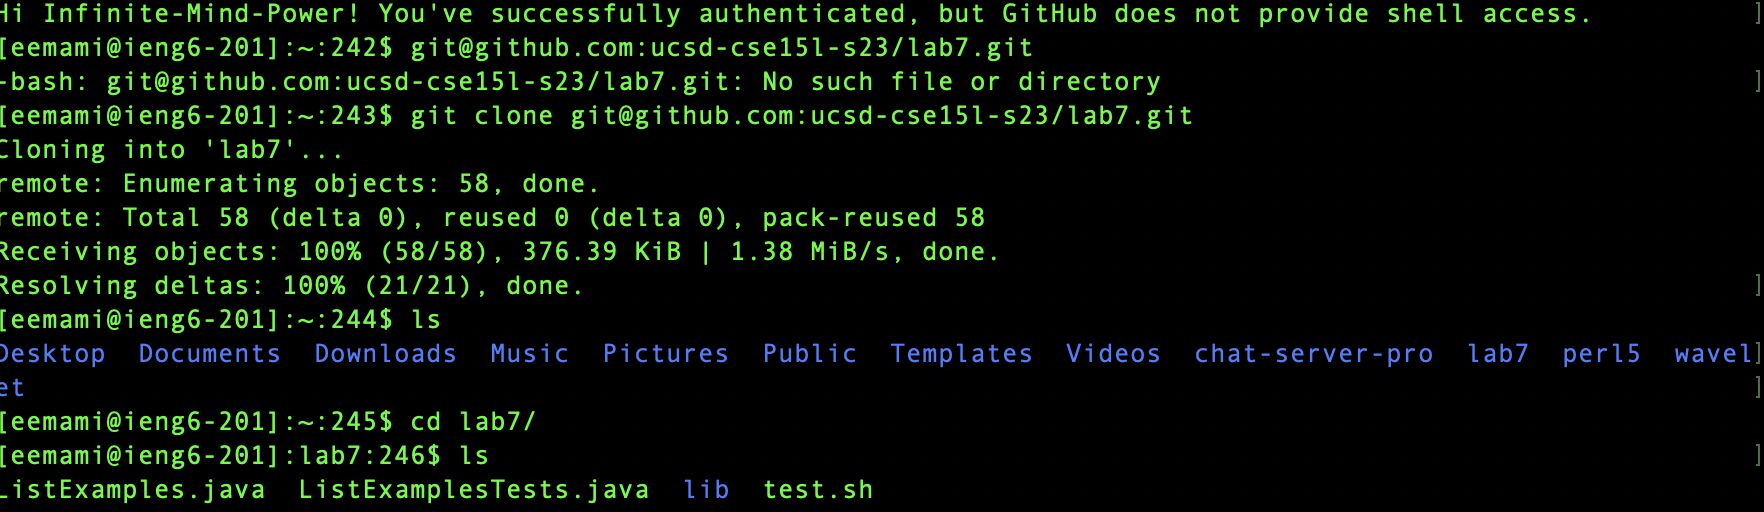 Hi Infinite-Mind-Power! You've successfully authenticated, but GitHub does not provide shell access. ]
[eemami@ieng6-201]:~:242$ git@github.com:ucsd-cse15l-s23/lab7.git
-bash: git@github.com:ucsd-cse15l-s23/lab7.git: No such file or directory ]
[eemami@ieng6-201]:~:243$ git clone git@github.com:ucsd-cse15l-s23/lab7.git
Cloning into 'lab7'...
remote: Enumerating objects: 58, done.
remote: Total 58 (delta 0), reused 0 (delta 0), pack-reused 58
Receiving objects: 100% (58/58), 376.39 KiB | 1.38 MiB/s, done.
Resolving deltas: 100% (21/21), done. ]
[eemami@ieng6-201]:~:244$ ls
Desktop Documents Downloads Music Pictures Public Templates Videos chat-server-pro lab7 perl5 wavel]
et ]
[eemami@ieng6-201]:~:245$ cd lab7/
[eemami@ieng6-201]:lab7:246$ ls ]
ListExamples.java ListExamplesTests.java lib test.sh